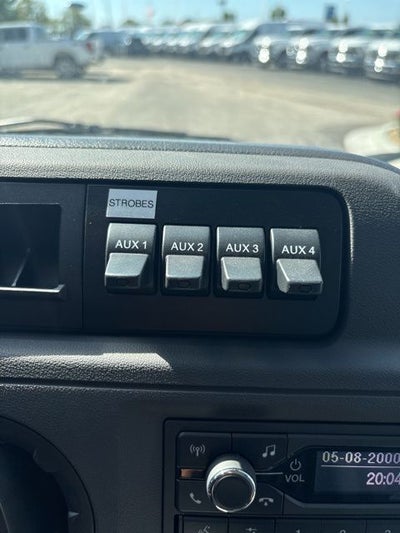 STROBES
AUX 1 AUX 2 AUX 3 AUX 4
05-08-2000
VOL 20:04